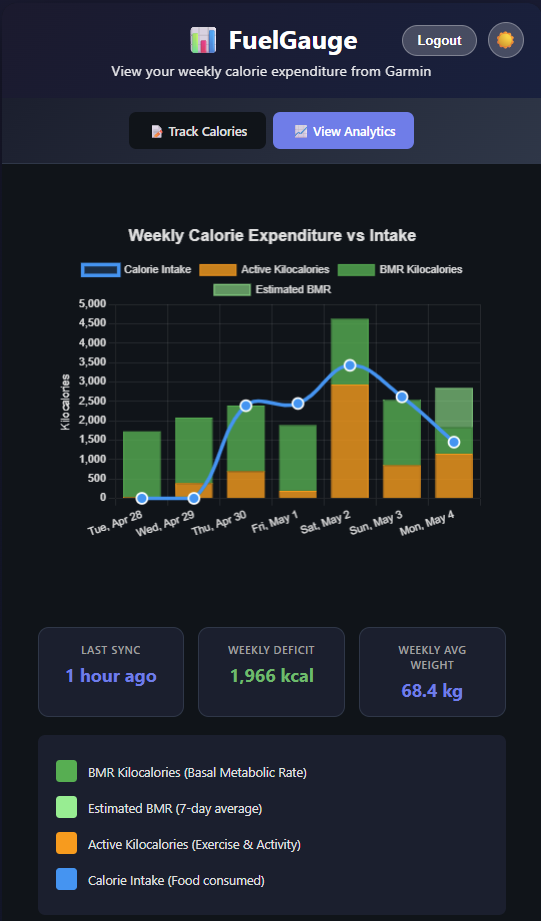 FuelGauge
Logout
View your weekly calorie expenditure from Garmin
Track Calories
View Analytics
Weekly Calorie Expenditure vs Intake
Calorie Intake
Active Kilocalories
BMR Kilocalories
Estimated BMR
Kilocalories
5,000
4,500
4,000
3,500
3,000
2,500
2,000
1,500
1,000
500
0
Tue, Apr 28
Wed, Apr 29
Thu, Apr 30
Fri, May 1
Sat, May 2
Sun, May 3
Mon, May 4
LAST SYNC
1 hour ago
WEEKLY DEFICIT
1,966 kcal
WEEKLY AVG
WEIGHT
68.4 kg
BMR Kilocalories (Basal Metabolic Rate)
Estimated BMR (7-day average)
Active Kilocalories (Exercise & Activity)
Calorie Intake (Food consumed)